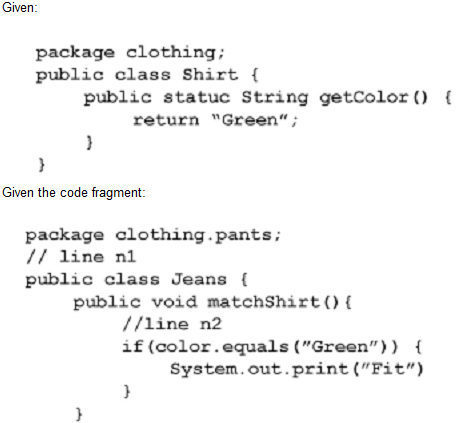 Given:
package clothing;
public class Shirt {
public statuc String getColor() {
return "Green";
}
}
Given the code fragment:
package clothing.pants;
// line n1
public class Jeans {
public void matchShirt(){
//line n2
if(color.equals("Green")) {
System.out.print("Fit")
}
}